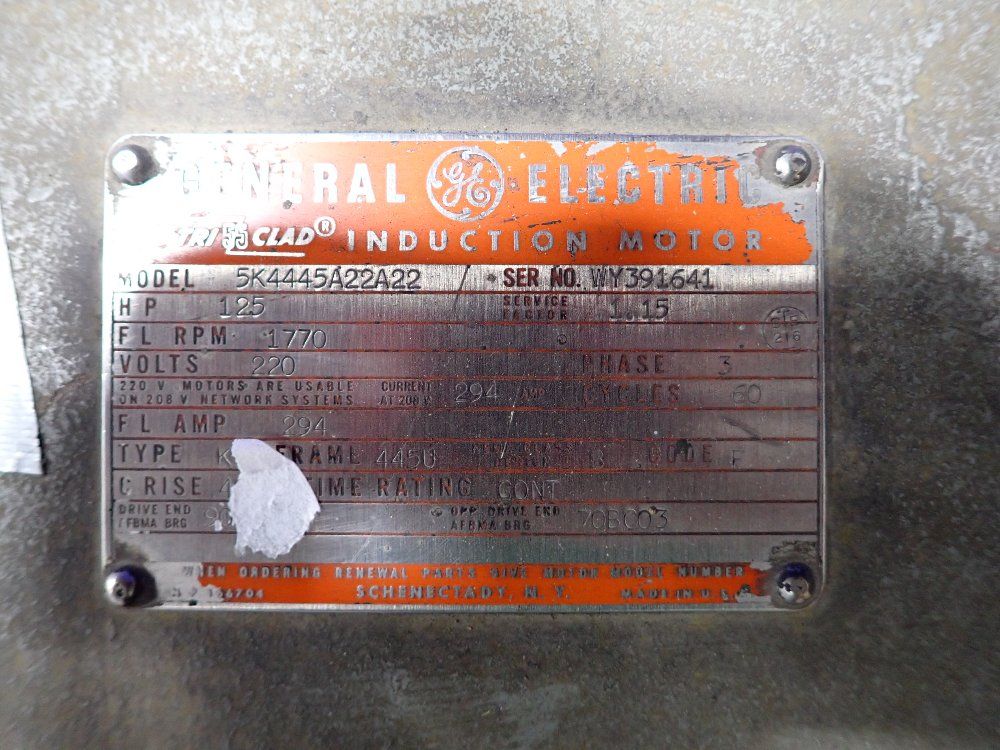 GENERAL GE ELECTRIC
TRI CLAD® INDUCTION MOTOR
MODEL 5K4445A22A22 SER NO. WY391641
HP 125 SERVICE FACTOR 1.15
FL RPM 1770
VOLTS 220 PHASE 3
220 V MOTORS ARE USABLE ON 208 V NETWORK SYSTEMS CURRENT AT 208 V 294 CYCLES 60
FL AMP 294
TYPE K FRAME 445U CODE F
C RISE TIME RATING CONT
DRIVE END AFBMA BRG OPP. DRIVE END AFBMA BRG 70BC03
WHEN ORDERING RENEWAL PARTS GIVE MOTOR MODEL NUMBER
SCHENECTADY, N. Y. MADE IN U.S.A.